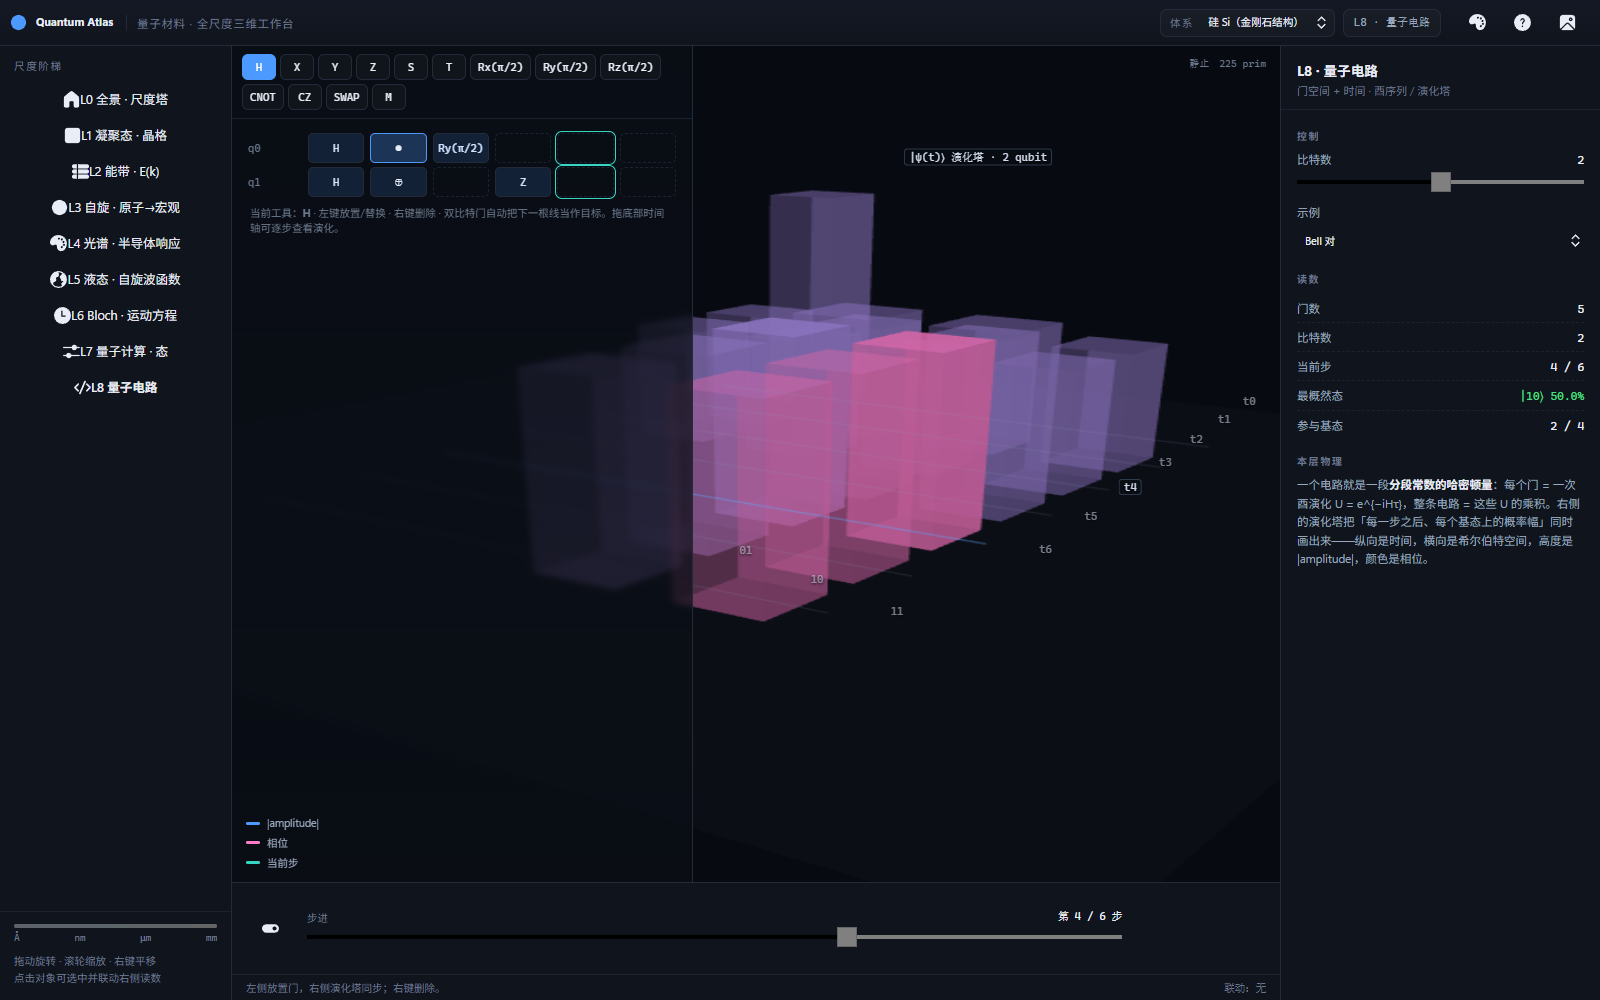 Quantum Atlas
量子材料 · 全尺度三维工作台
体系 硅 Si（金刚石结构）
L8 · 量子电路
尺度阶梯
L0 全景 · 尺度塔
L1 凝聚态 · 晶格
L2 能带 · E(k)
L3 自旋 · 原子→宏观
L4 光谱 · 半导体响应
L5 液态 · 自旋波函数
L6 Bloch · 运动方程
L7 量子计算 · 态
L8 量子电路
Å nm μm mm
拖动旋转 · 滚轮缩放 · 右键平移
点击对象可选中并联动右侧读数
H X Y Z S T Rx(π/2) Ry(π/2) Rz(π/2)
CNOT CZ SWAP M
q0 H Ry(π/2)
q1 H Z
当前工具：H · 左键放置/替换 · 右键删除 · 双比特门自动把下一根线当作目标。拖底部时间
轴可逐步查看演化。
静止 225 prim
|ψ(t)⟩ 演化塔 · 2 qubit
t0
t1
t2
t3
t4
t5
t6
01
10
11
|amplitude|
相位
当前步
步进
第 4 / 6 步
左侧放置门，右侧演化塔同步；右键删除。
联动：无
L8 · 量子电路
门空间 + 时间 · 酉序列 / 演化塔
控制
比特数 2
示例
Bell 对
读数
门数 5
比特数 2
当前步 4 / 6
最概然态 |10⟩ 50.0%
参与基态 2 / 4
本层物理
一个电路就是一段分段常数的哈密顿量：每个门 = 一次
酉演化 U = e^{−iHτ}，整条电路 = 这些 U 的乘积。右侧
的演化塔把「每一步之后、每个基态上的概率幅」同时
画出来——纵向是时间，横向是希尔伯特空间，高度是
|amplitude|，颜色是相位。